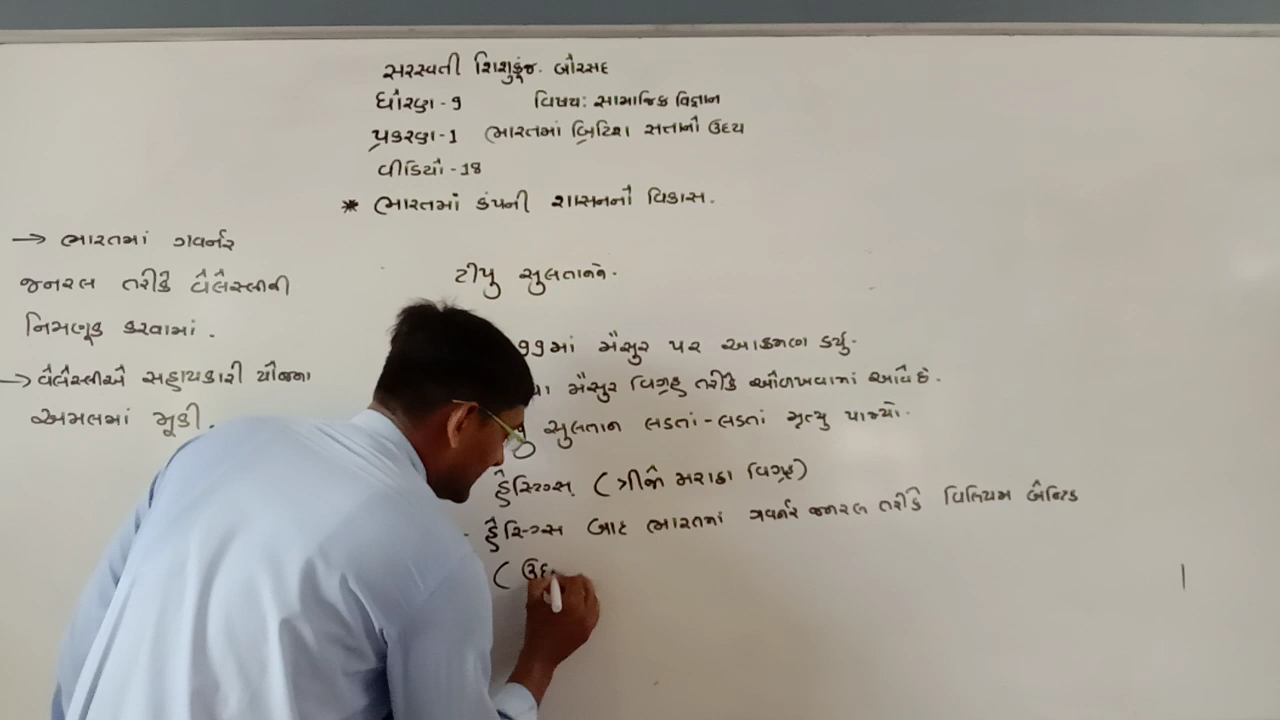 સરસ્વતી શિશુકૂંજ. બોરસદ
ધોરણ - 9 વિષય: સામાજિક વિજ્ઞાન
પ્રકરણ - 1 ભારતમાં બ્રિટિશ સત્તાનો ઉદય
વીડિયો - 18
* ભારતમાં કંપની શાસનનો વિકાસ.
→ ભારતમાં ગવર્નર
જનરલ તરીકે વેલેસ્લીની
નિમણૂક કરવામાં .
→ વેલેસ્લીએ સહાયકારી યોજના
અમલમાં મૂકી.
ટીપુ સુલતાનને.
99માં મૈસુર પર આક્રમણ કર્યુ.
મૈસુર વિગ્રહ તરીકે ઓળખવામાં આવે છે.
સુલતાન લડતાં - લડતાં મૃત્યુ પામ્યો.
હેસ્ટિંગ્સ. (ત્રીજો મરાઠા વિગ્રહ)
બાદ ભારતમાં ગવર્નર જનરલ તરીકે વિલિયમ બેન્ટિક